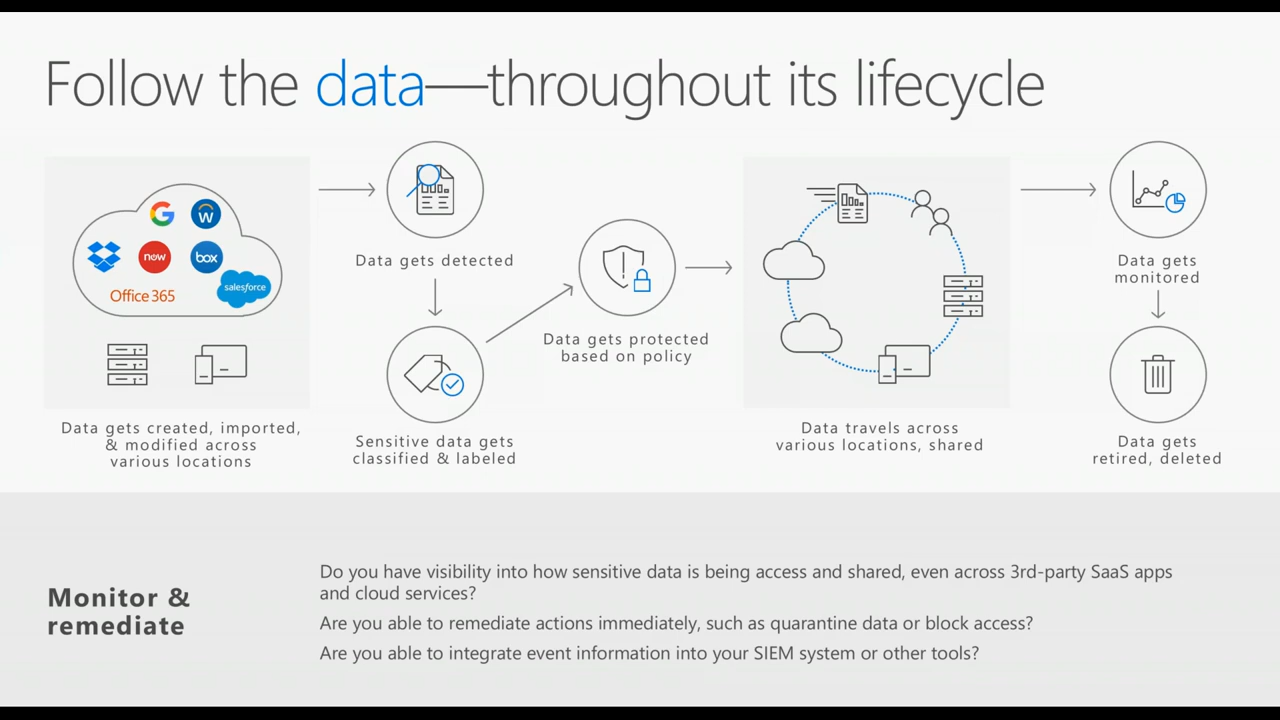 Follow the data—throughout its lifecycle
G
W
now
box
Office 365
salesforce
Data gets created, imported,
& modified across
various locations
Data gets detected
Sensitive data gets
classified & labeled
Data gets protected
based on policy
Data travels across
various locations, shared
Data gets
monitored
Data gets
retired, deleted
Monitor &
remediate
Do you have visibility into how sensitive data is being access and shared, even across 3rd-party SaaS apps
and cloud services?
Are you able to remediate actions immediately, such as quarantine data or block access?
Are you able to integrate event information into your SIEM system or other tools?